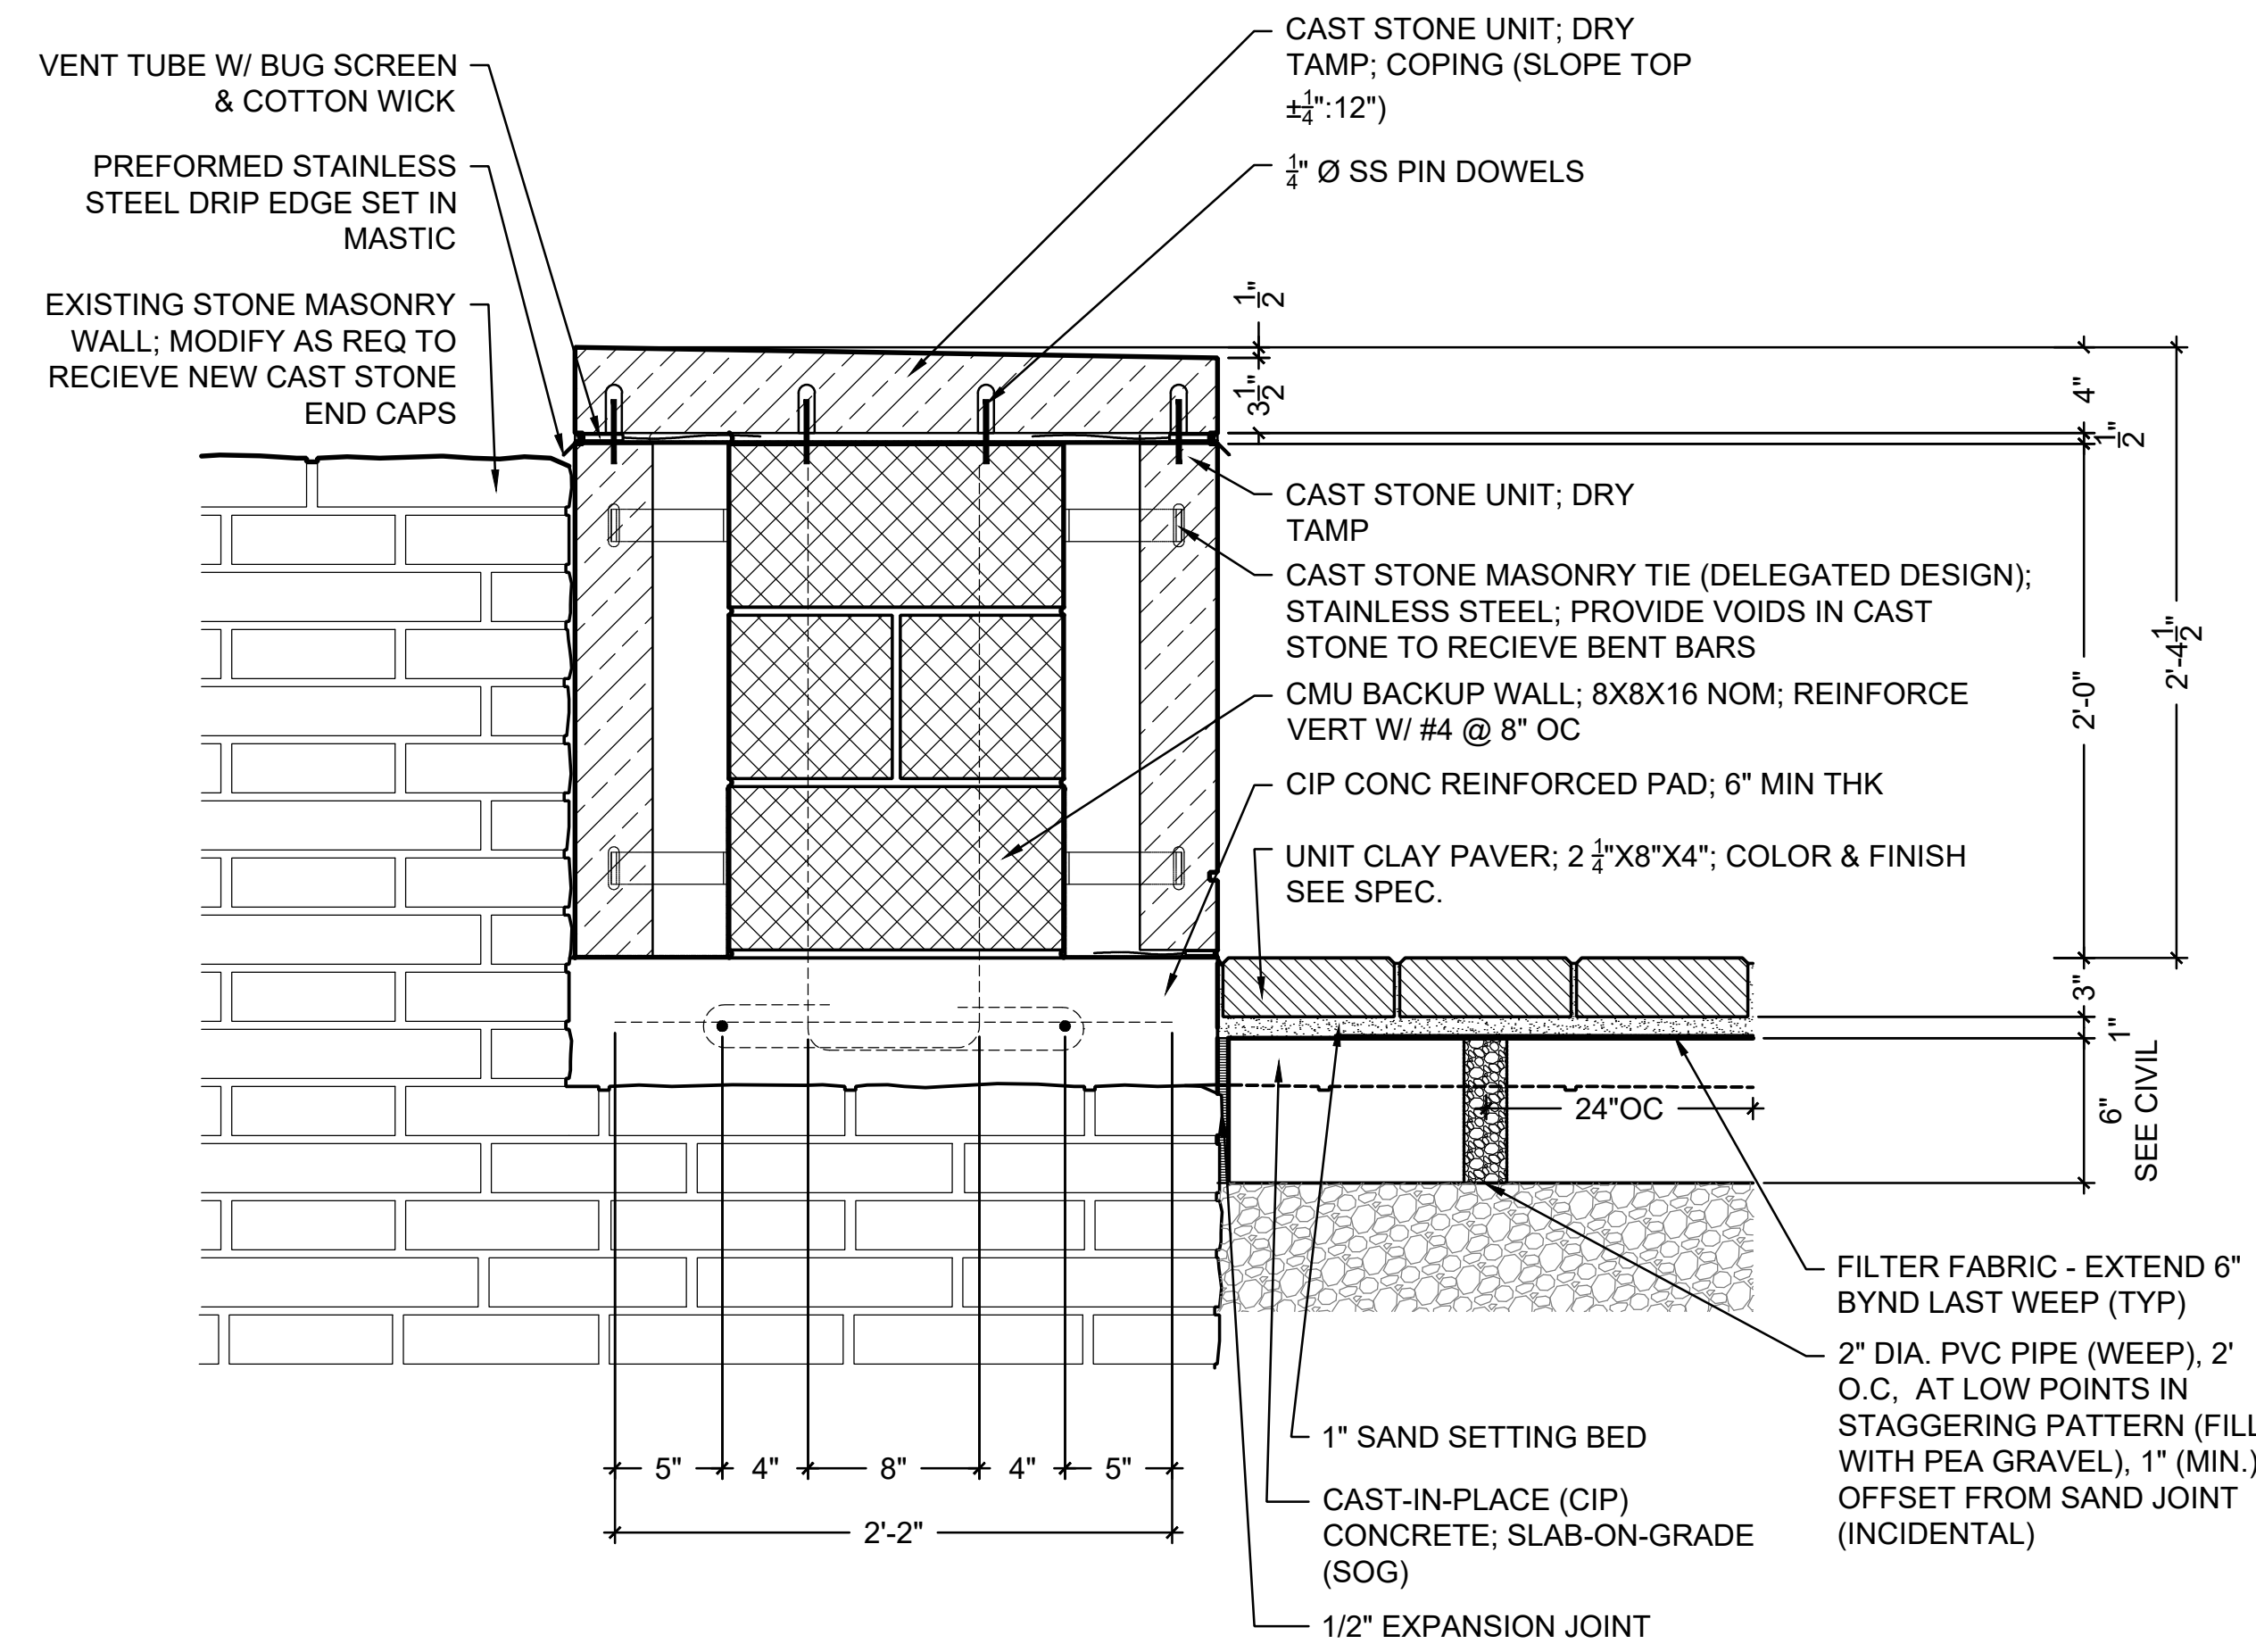 VENT TUBE W/ BUG SCREEN
& COTTON WICK
PREFORMED STAINLESS
STEEL DRIP EDGE SET IN
MASTIC
EXISTING STONE MASONRY
WALL; MODIFY AS REQ TO
RECIEVE NEW CAST STONE
END CAPS
CAST STONE UNIT; DRY
TAMP; COPING (SLOPE TOP
±1/4":12")
1/4" Ø SS PIN DOWELS
1/2"
3 1/2"
4"
1/2"
2'-0"
2'-4 1/2"
CAST STONE UNIT; DRY
TAMP
CAST STONE MASONRY TIE (DELEGATED DESIGN);
STAINLESS STEEL; PROVIDE VOIDS IN CAST
STONE TO RECIEVE BENT BARS
CMU BACKUP WALL; 8X8X16 NOM; REINFORCE
VERT W/ #4 @ 8" OC
CIP CONC REINFORCED PAD; 6" MIN THK
UNIT CLAY PAVER; 2 1/4"X8"X4"; COLOR & FINISH
SEE SPEC.
3"
1"
6"
SEE CIVIL
24"OC
FILTER FABRIC - EXTEND 6"
BYND LAST WEEP (TYP)
2" DIA. PVC PIPE (WEEP), 2'
O.C, AT LOW POINTS IN
STAGGERING PATTERN (FILL
WITH PEA GRAVEL), 1" (MIN.)
OFFSET FROM SAND JOINT
(INCIDENTAL)
1" SAND SETTING BED
CAST-IN-PLACE (CIP)
CONCRETE; SLAB-ON-GRADE
(SOG)
1/2" EXPANSION JOINT
5" 4" 8" 4" 5"
2'-2"